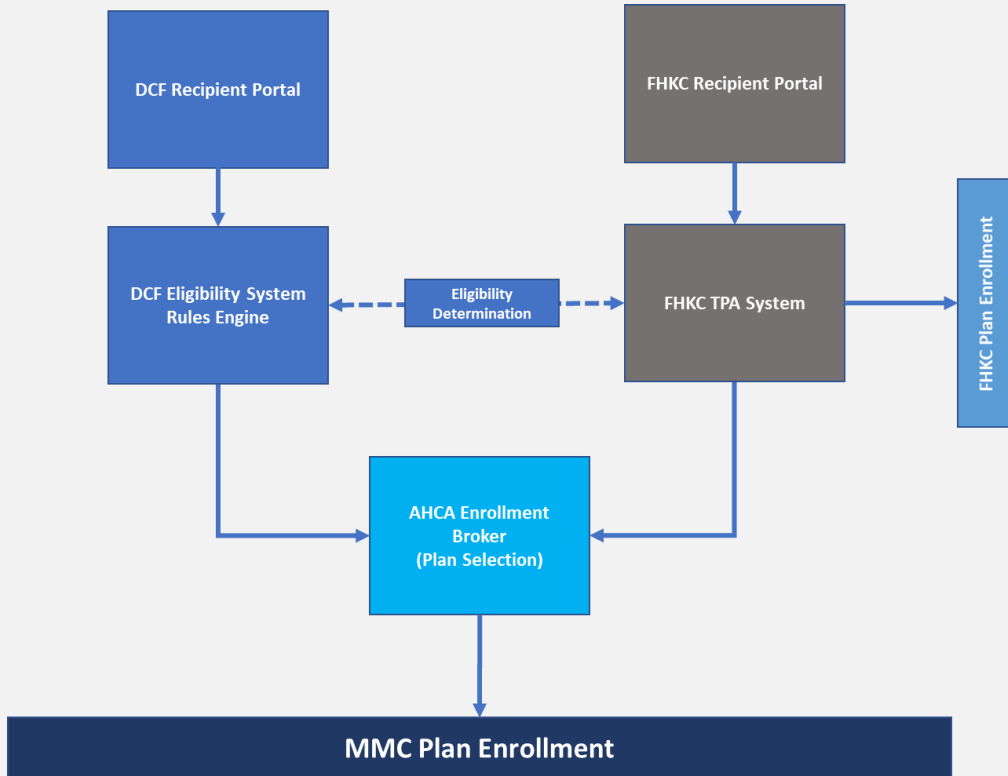 DCF Recipient Portal
FHKC Recipient Portal
DCF Eligibility System
Rules Engine
Eligibility
Determination
FHKC TPA System
FHKC Plan Enrollment
AHCA Enrollment
Broker
(Plan Selection)
MMC Plan Enrollment